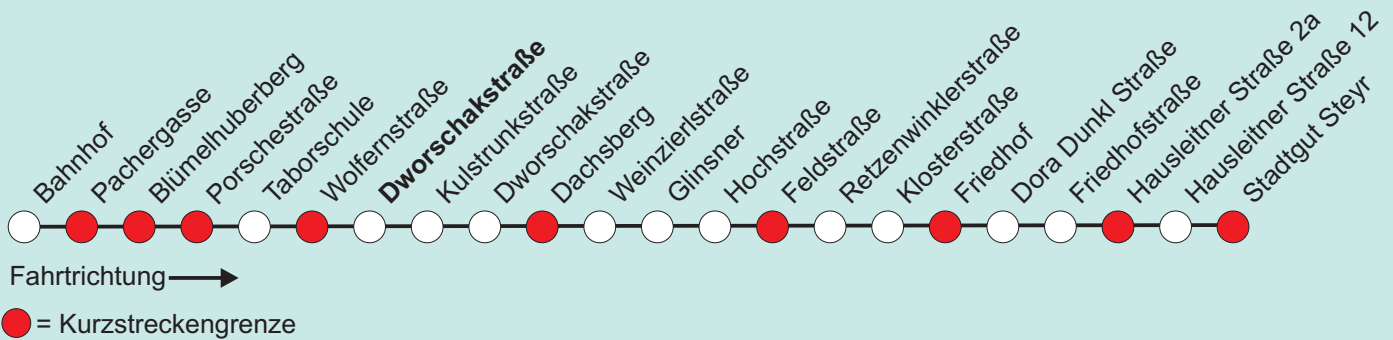 Bahnhof
Pachergasse
Blümelhuberberg
Porschestraße
Taborschule
Wolfernstraße
Dworschakstraße
Kulstrunkstraße
Dworschakstraße
Dachsberg
Weinzierlstraße
Glinsner
Hochstraße
Feldstraße
Retzenwinklerstraße
Klosterstraße
Friedhof
Dora Dunkl Straße
Friedhofstraße
Hausleitner Straße 2a
Hausleitner Straße 12
Stadtgut Steyr
Fahrtrichtung
= Kurzstreckengrenze